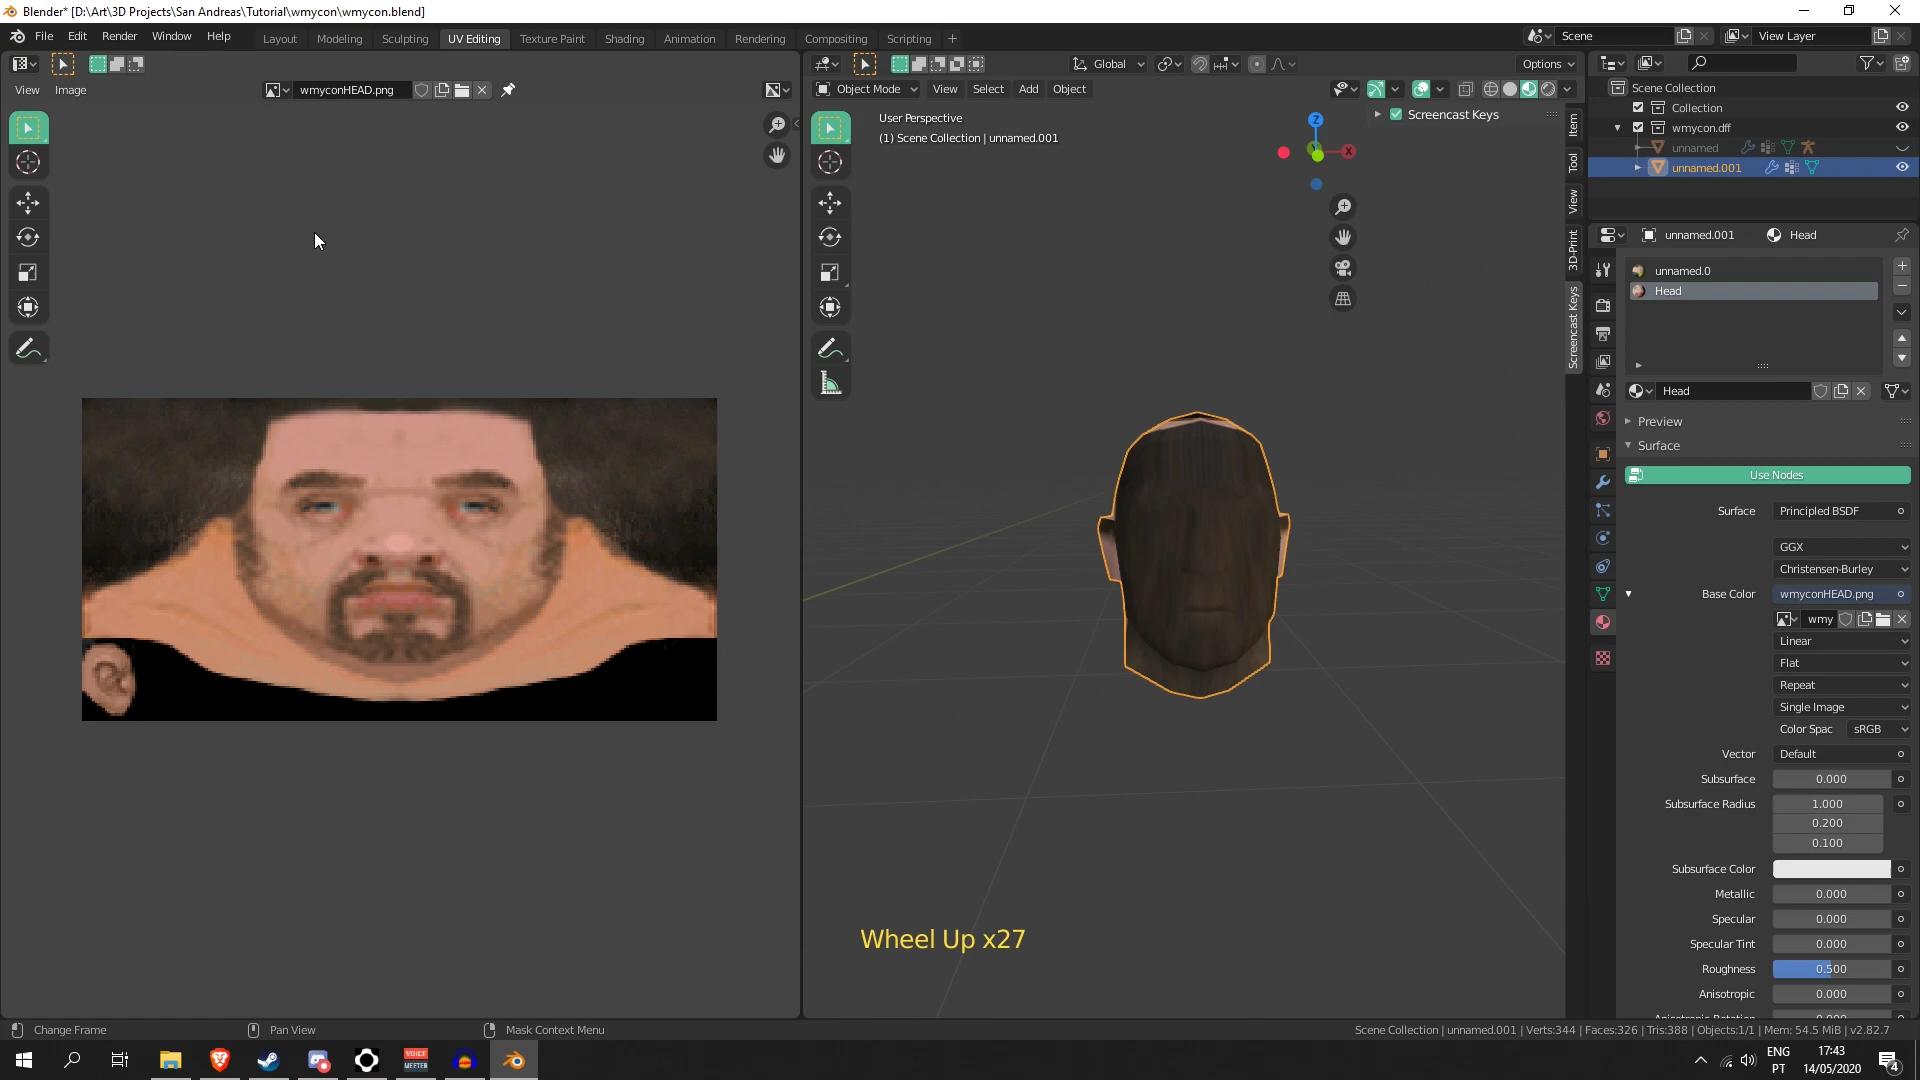 Blender* [D:\Art\3D Projects\San Andreas\Tutorial\wmycon\wmycon.blend]
File Edit Render Window Help Layout Modeling Sculpting UV Editing Texture Paint Shading Animation Rendering Compositing Scripting + Scene View Layer
Global Options
View Image wmyconHEAD.png Object Mode View Select Add Object
Scene Collection
Collection
wmycon.dff
unnamed
unnamed.001
User Perspective
(1) Scene Collection | unnamed.001
Screencast Keys
Z
X
Item
Tool
View
3D-Print
Screencast Keys
unnamed.001 Head
unnamed.0
Head
Head
Preview
Surface
Use Nodes
Surface Principled BSDF
GGX
Christensen-Burley
Base Color wmyconHEAD.png
wmy
Linear
Flat
Repeat
Single Image
Color Spac sRGB
Vector Default
Subsurface 0.000
Subsurface Radius 1.000
0.200
0.100
Subsurface Color
Metallic 0.000
Specular 0.000
Specular Tint 0.000
Roughness 0.500
Anisotropic 0.000
Wheel Up x27
Change Frame Pan View Mask Context Menu Scene Collection | unnamed.001 | Verts:344 | Faces:326 | Tris:388 | Objects:1/1 | Mem: 54.5 MiB | v2.82.7
VOICE
MEETER
ENG
PT
17:43
14/05/2020
4